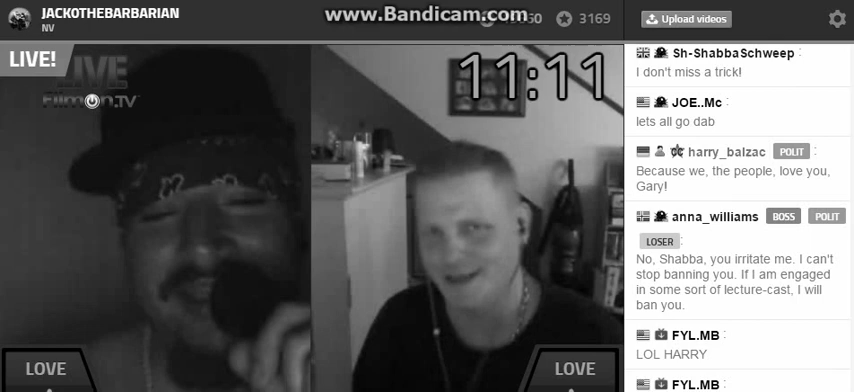 JACKOTHEBARBARIAN
NV
www.Bandicam.com
3169
Upload videos
LIVE!
LIVE
FilmOn.TV
11:11
LOVE
LOVE
Sh-ShabbaSchweep :
I don't miss a trick!
JOE..Mc :
lets all go dab
harry_balzac POLIT :
Because we, the people, love you,
Gary!
anna_williams BOSS POLIT
LOSER :
No, Shabba, you irritate me. I can't
stop banning you. If I am engaged
in some sort of lecture-cast, I will
ban you.
FYL.MB :
LOL HARRY
FYL.MB :